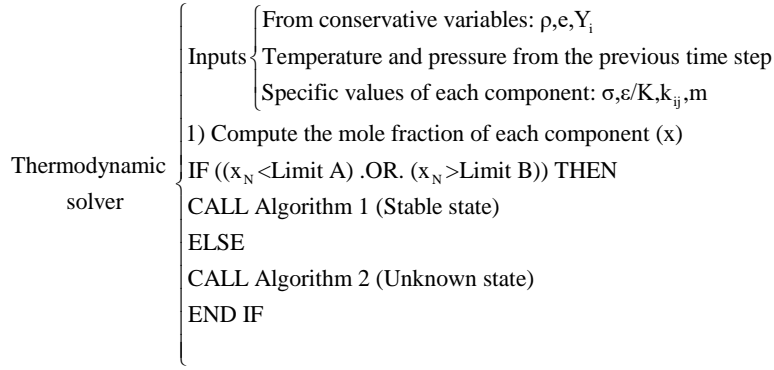 Thermodynamic
solver
Inputs
From conservative variables: ρ,e,Yᵢ
Temperature and pressure from the previous time step
Specific values of each component: σ,ε/K,kᵢⱼ,m
1) Compute the mole fraction of each component (x)
IF ((x_N <Limit A) .OR. (x_N >Limit B)) THEN
CALL Algorithm 1 (Stable state)
ELSE
CALL Algorithm 2 (Unknown state)
END IF